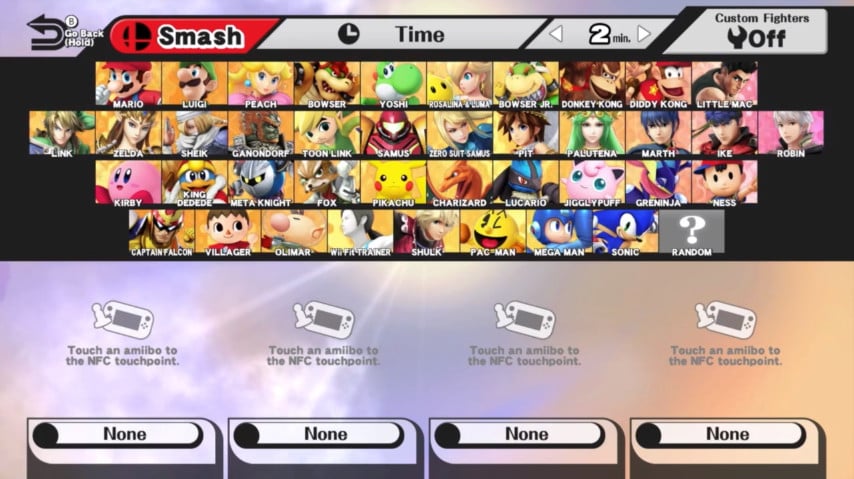 B
Go Back
(Hold)
Smash
Time
2 min.
Custom Fighters
Off
MARIO
LUIGI
PEACH
BOWSER
YOSHI
ROSALINA & LUMA
BOWSER JR.
DONKEY KONG
DIDDY KONG
LITTLE MAC
LINK
ZELDA
SHEIK
GANONDORF
TOON LINK
SAMUS
ZERO SUIT SAMUS
PIT
PALUTENA
MARTH
IKE
ROBIN
KIRBY
KING
DEDEDE
META KNIGHT
FOX
PIKACHU
CHARIZARD
LUCARIO
JIGGLYPUFF
GRENINJA
NESS
CAPTAIN FALCON
VILLAGER
OLIMAR
Wii Fit TRAINER
SHULK
PAC-MAN
MEGA MAN
SONIC
?
RANDOM
Touch an amiibo to
the NFC touchpoint.
Touch an amiibo to
the NFC touchpoint.
Touch an amiibo to
the NFC touchpoint.
Touch an amiibo to
the NFC touchpoint.
None
None
None
None